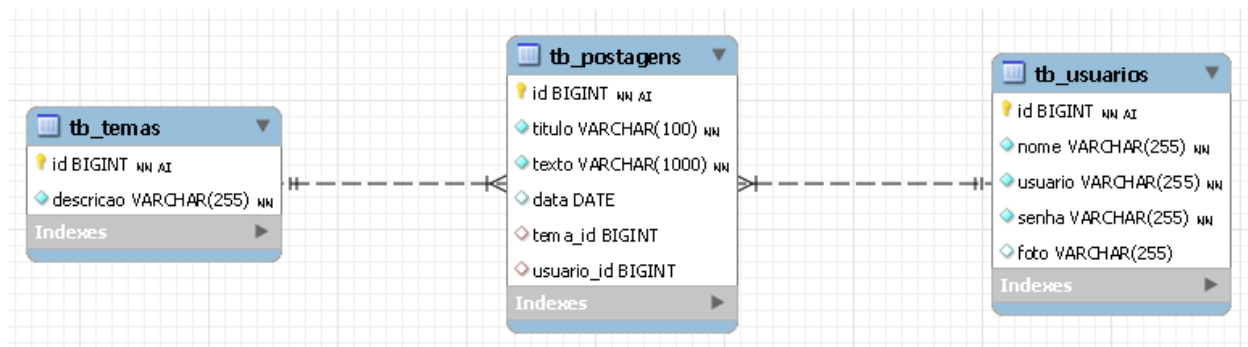 tb_temas
id BIGINT NN AI
descricao VARCHAR(255) NN
Indexes
tb_postagens
id BIGINT NN AI
titulo VARCHAR(100) NN
texto VARCHAR(1000) NN
data DATE
tema_id BIGINT
usuario_id BIGINT
Indexes
tb_usuarios
id BIGINT NN AI
nome VARCHAR(255) NN
usuario VARCHAR(255) NN
senha VARCHAR(255) NN
foto VARCHAR(255)
Indexes